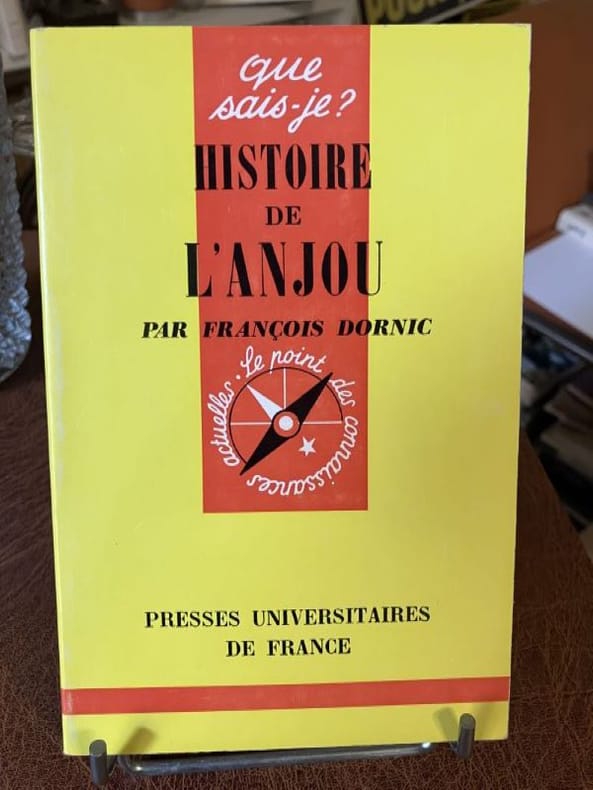 que
sais-je?
HISTOIRE
DE
L'ANJOU
PAR FRANÇOIS DORNIC
Le point des connaissances actuelles.
PRESSES UNIVERSITAIRES
DE FRANCE